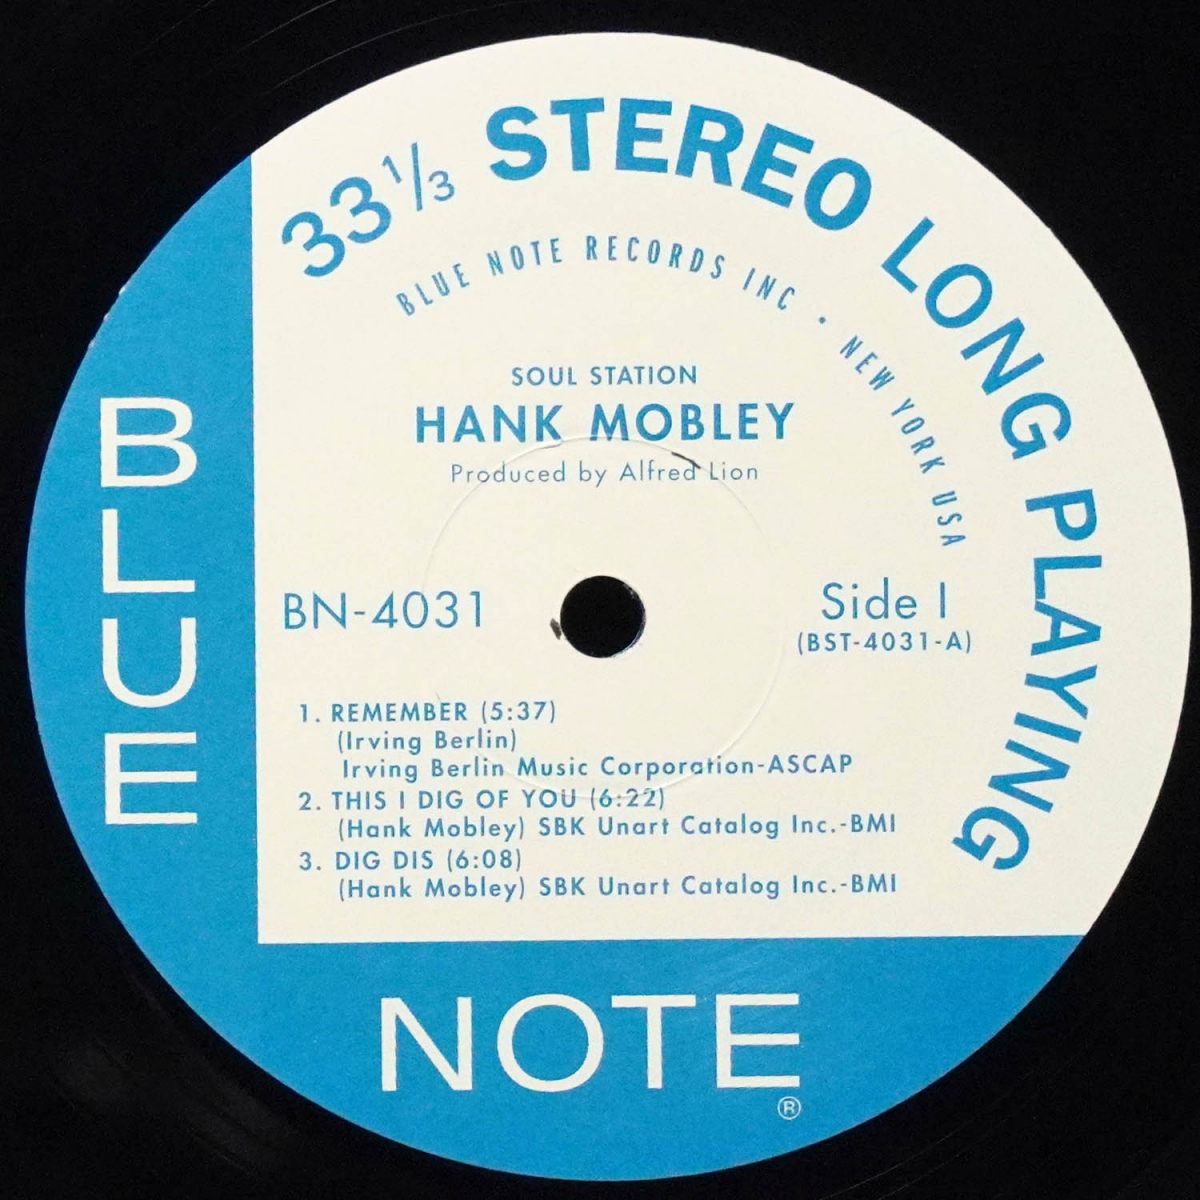 33 1/3 STEREO LONG PLAYING
BLUE NOTE RECORDS INC · NEW YORK USA
SOUL STATION
HANK MOBLEY
Produced by Alfred Lion
BN-4031
Side 1
(BST-4031-A)
1. REMEMBER (5:37)
(Irving Berlin)
Irving Berlin Music Corporation-ASCAP
2. THIS I DIG OF YOU (6:22)
(Hank Mobley) SBK Unart Catalog Inc.-BMI
3. DIG DIS (6:08)
(Hank Mobley) SBK Unart Catalog Inc.-BMI
BLUE
NOTE
®